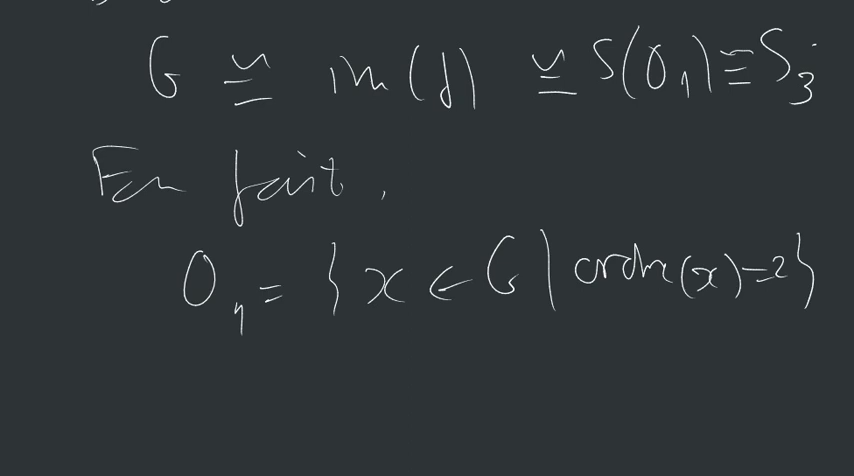 G ≅ im(f) ≅ S(O₁) ≅ S₃
En fait,
O₁ = { x ∈ G | ordre(x) = 2 }